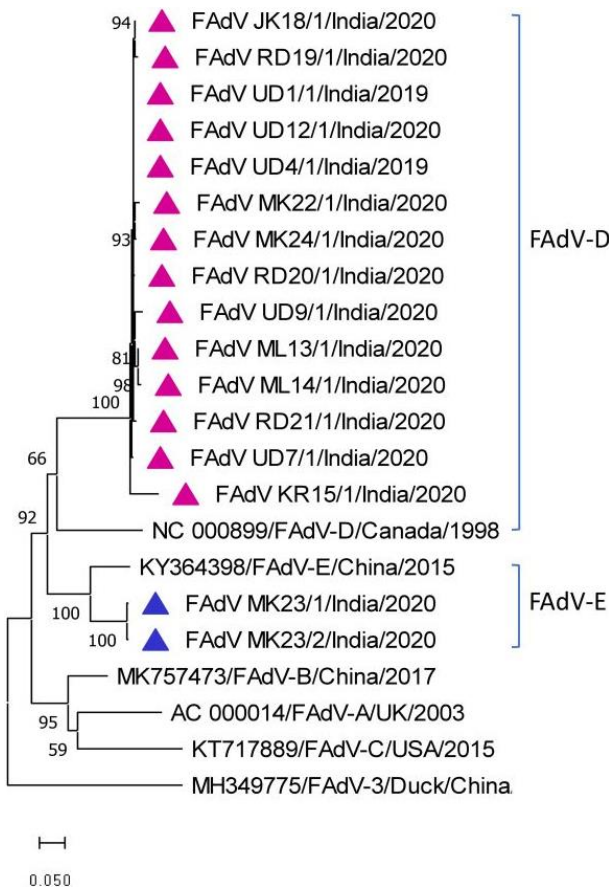 94
FAdV JK18/1/India/2020
FAdV RD19/1/India/2020
FAdV UD1/1/India/2019
FAdV UD12/1/India/2020
FAdV UD4/1/India/2019
FAdV MK22/1/India/2020
93
FAdV MK24/1/India/2020
FAdV-D
FAdV RD20/1/India/2020
FAdV UD9/1/India/2020
81
FAdV ML13/1/India/2020
98
FAdV ML14/1/India/2020
100
FAdV RD21/1/India/2020
66
FAdV UD7/1/India/2020
FAdV KR15/1/India/2020
92
NC 000899/FAdV-D/Canada/1998
KY364398/FAdV-E/China/2015
100
FAdV MK23/1/India/2020
FAdV-E
100
FAdV MK23/2/India/2020
MK757473/FAdV-B/China/2017
95
AC 000014/FAdV-A/UK/2003
59
KT717889/FAdV-C/USA/2015
MH349775/FAdV-3/Duck/China
0.050